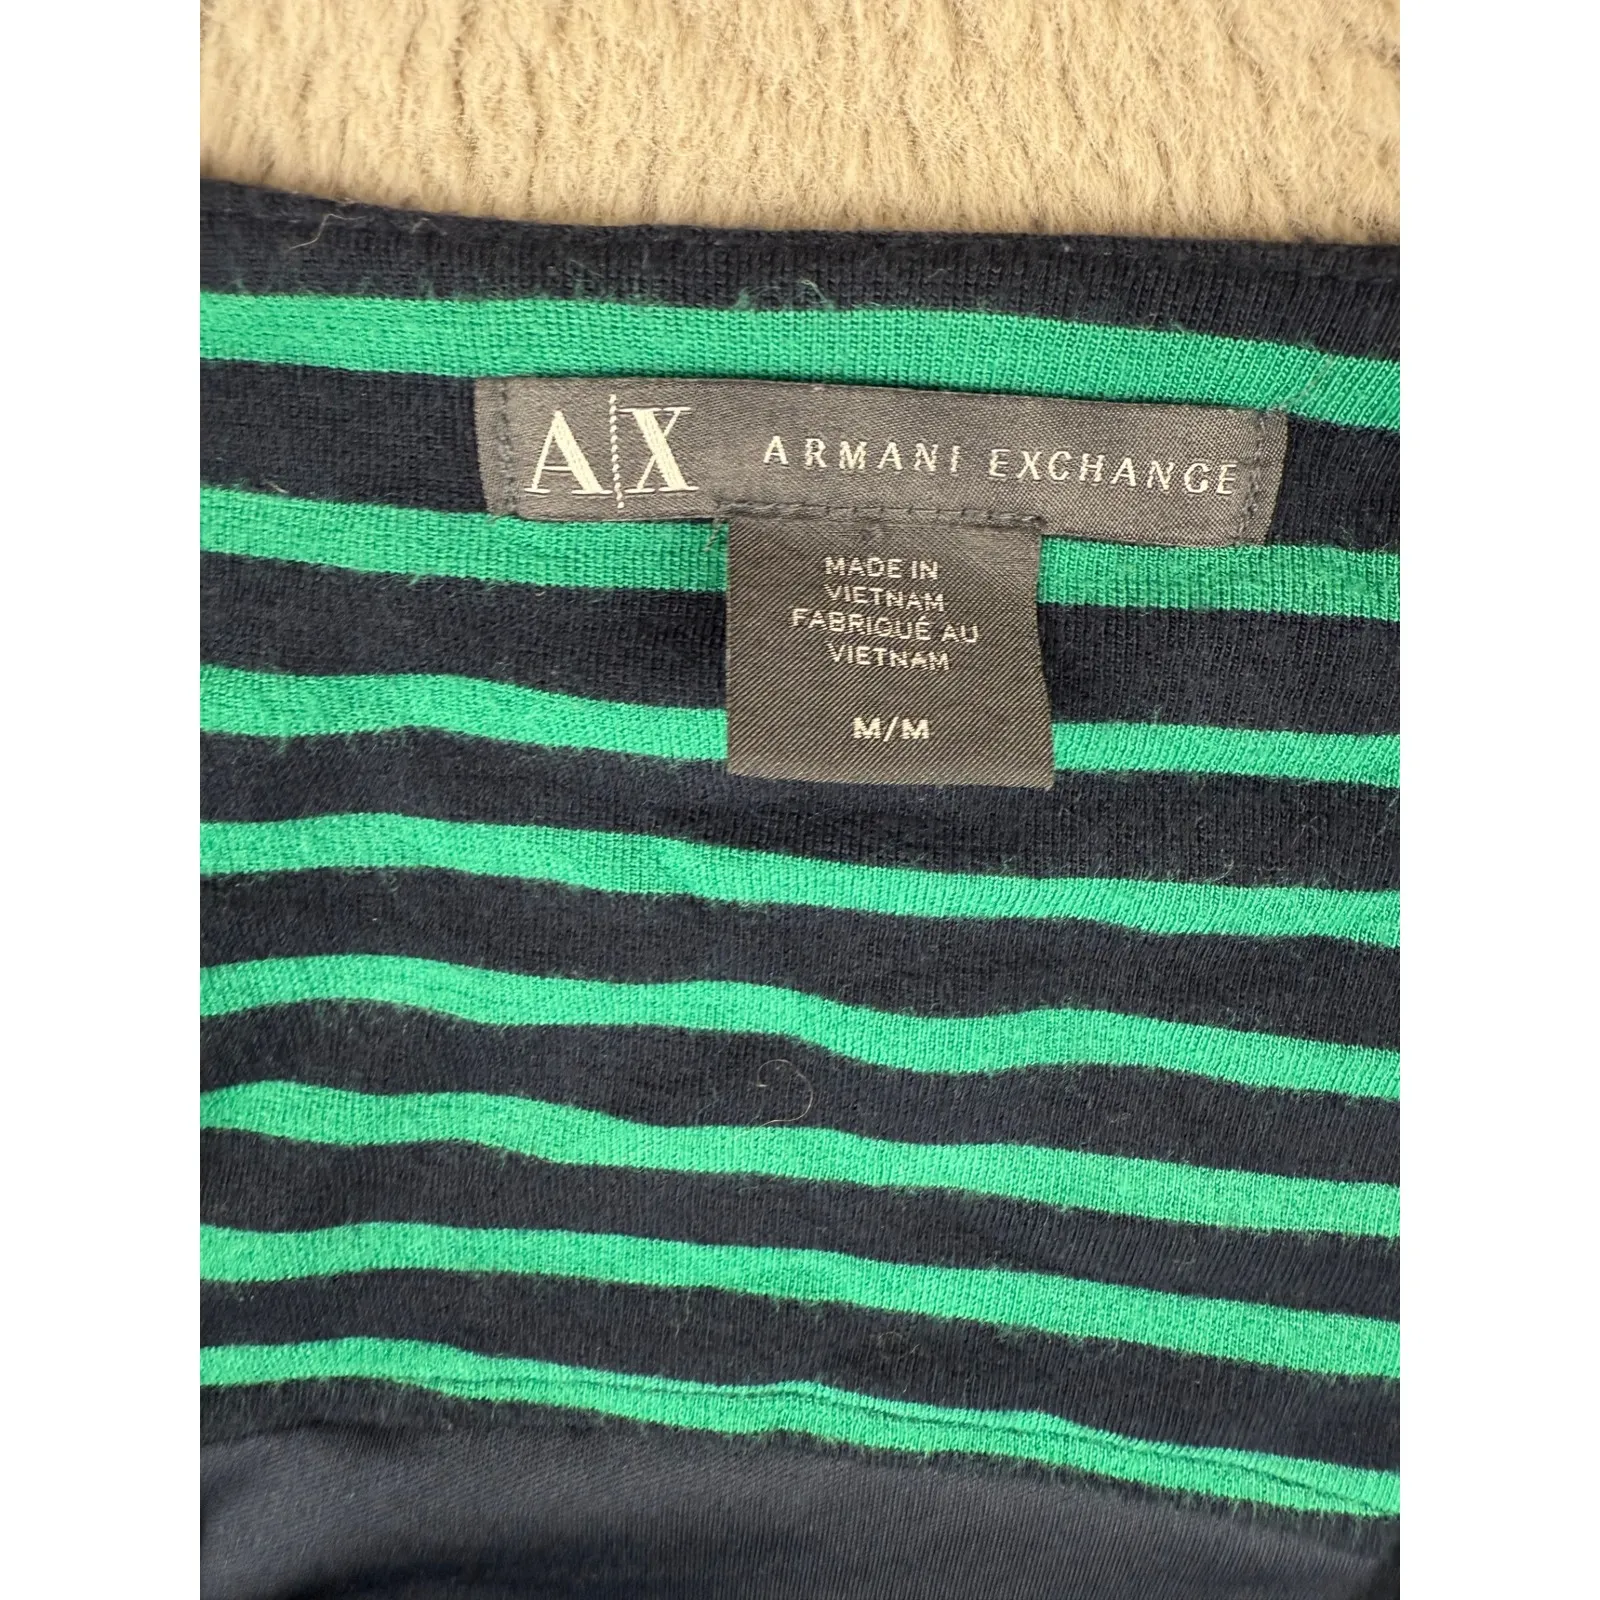 A|X ARMANI EXCHANGE
MADE IN
VIETNAM
FABRIQUÉ AU
VIETNAM
M/M